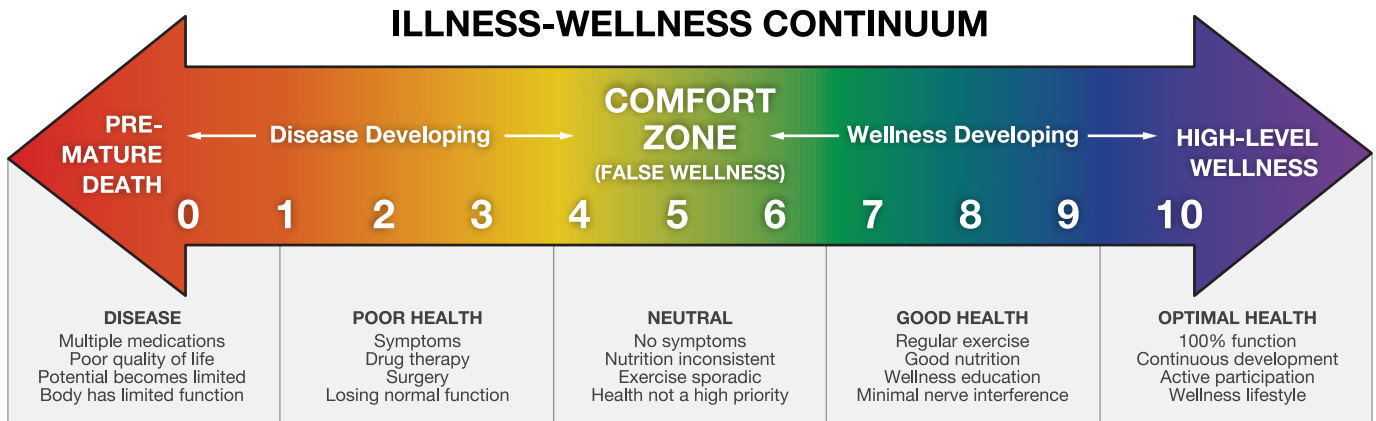 ILLNESS-WELLNESS CONTINUUM
PRE-
MATURE
DEATH
Disease Developing
COMFORT
ZONE
(FALSE WELLNESS)
Wellness Developing
HIGH-LEVEL
WELLNESS
0 1 2 3 4 5 6 7 8 9 10
DISEASE
Multiple medications
Poor quality of life
Potential becomes limited
Body has limited function
POOR HEALTH
Symptoms
Drug therapy
Surgery
Losing normal function
NEUTRAL
No symptoms
Nutrition inconsistent
Exercise sporadic
Health not a high priority
GOOD HEALTH
Regular exercise
Good nutrition
Wellness education
Minimal nerve interference
OPTIMAL HEALTH
100% function
Continuous development
Active participation
Wellness lifestyle